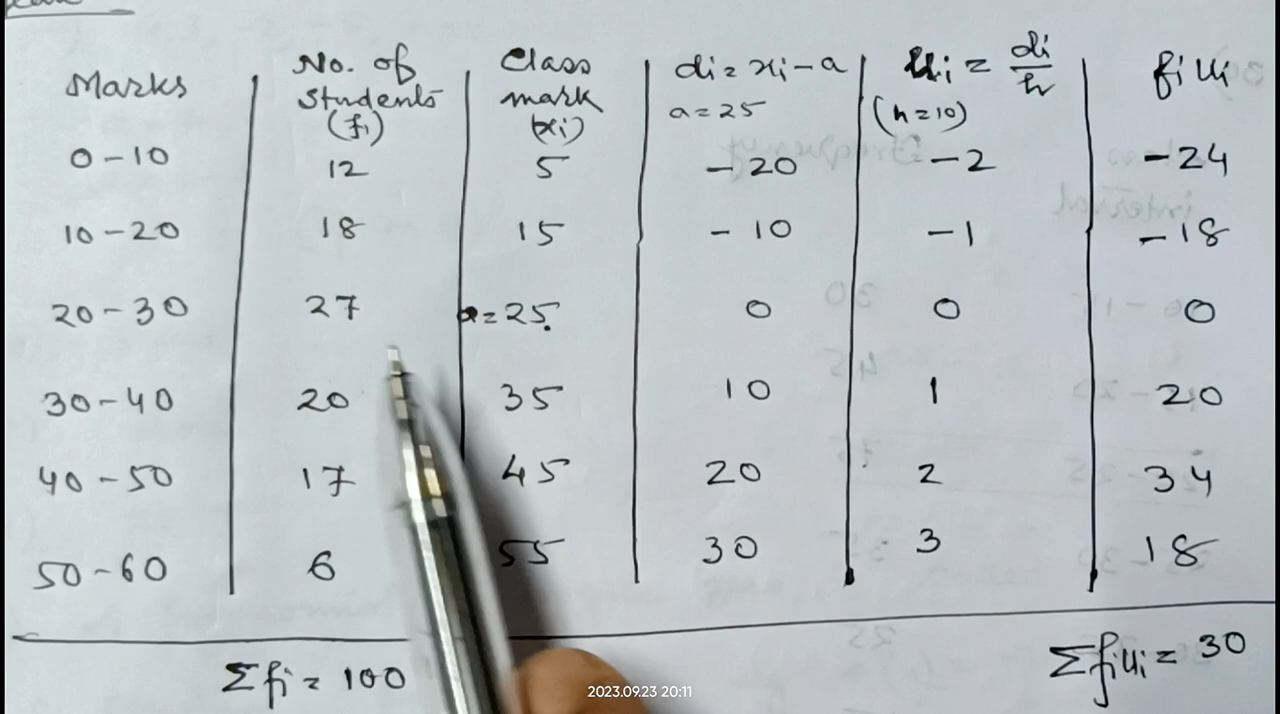 Marks No. of students (fi) Class mark (xi) di = xi - a a = 25 ui = di/h (h = 10) fi ui
0-10 12 5 -20 -2 -24
10-20 18 15 -10 -1 -18
20-30 27 a = 25 0 0 0
30-40 20 35 10 1 20
40-50 17 45 20 2 34
50-60 6 55 30 3 18
Σfi = 100 Σfiui = 30
2023.09.23 20:11